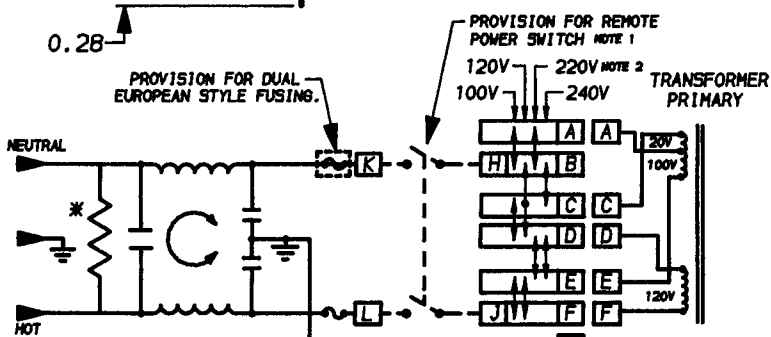 0.28
PROVISION FOR REMOTE
POWER SWITCH NOTE 1
PROVISION FOR DUAL
EUROPEAN STYLE FUSING.
120V 220V NOTE 2
100V 240V
TRANSFORMER
PRIMARY
NEUTRAL
K
H
A A
B
C C
D D
E E
J F F
L
20V
100V
120V
*
HOT